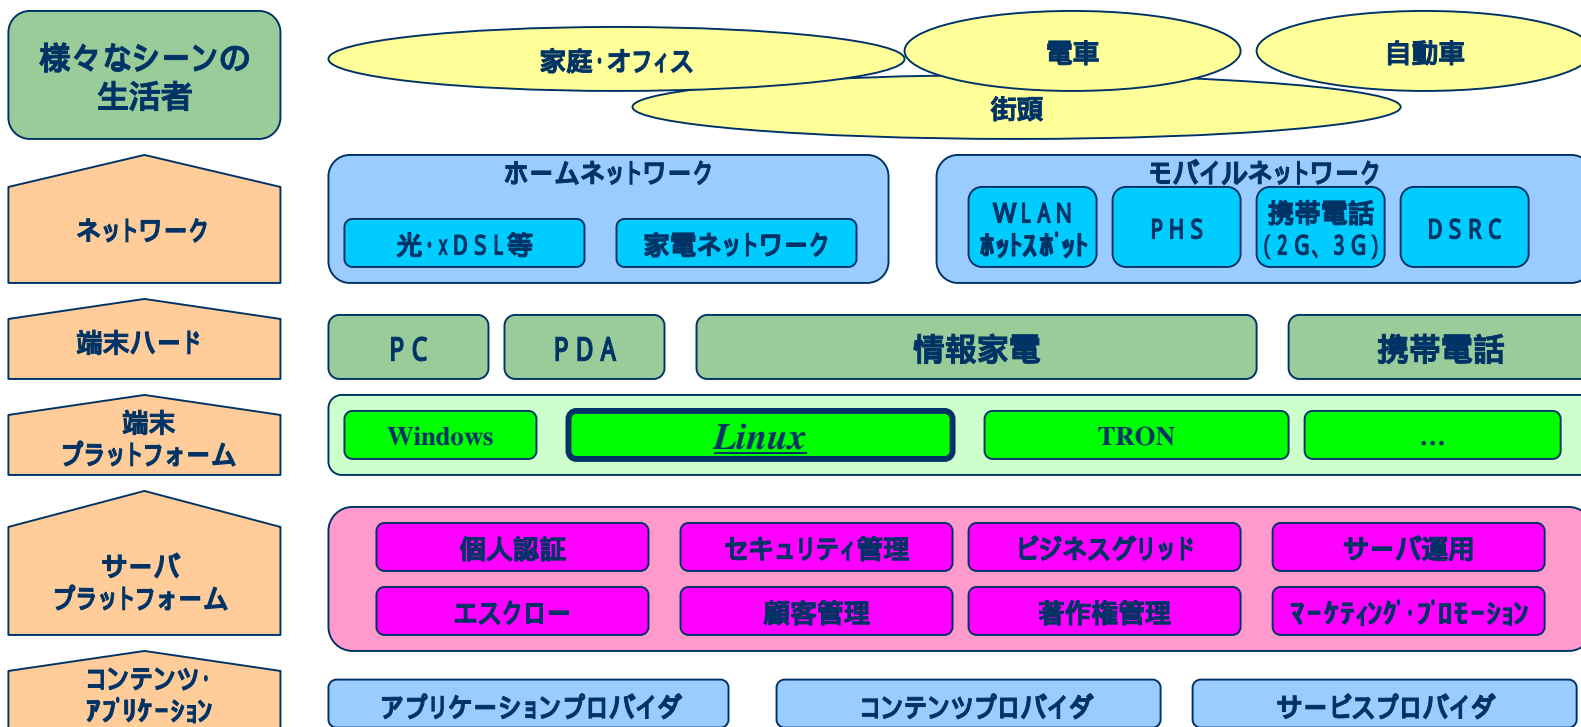 様々なシーンの
生活者
家庭・オフィス
電車
自動車
街頭
ネットワーク
ホームネットワーク
光・xDSL等
家電ネットワーク
モバイルネットワーク
WLAN
ホットスポット
PHS
携帯電話
(2G、3G)
DSRC
端末ハード
PC
PDA
情報家電
携帯電話
端末
プラットフォーム
Windows
Linux
TRON
…
サーバ
プラットフォーム
個人認証
セキュリティ管理
ビジネスグリッド
サーバ運用
エスクロー
顧客管理
著作権管理
マーケティング・プロモーション
コンテンツ・
アプリケーション
アプリケーションプロバイダ
コンテンツプロバイダ
サービスプロバイダ